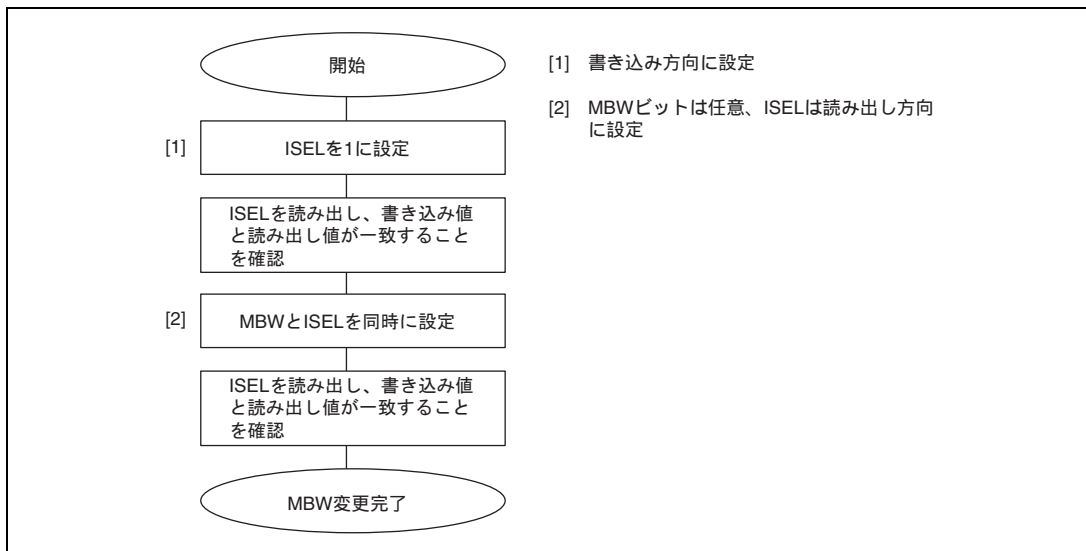 開始
[1] 書き込み方向に設定
[2] MBWビットは任意、ISELは読み出し方向
に設定
[1] ISELを1に設定
ISELを読み出し、書き込み値
と読み出し値が一致すること
を確認
[2] MBWとISELを同時に設定
ISELを読み出し、書き込み値
と読み出し値が一致すること
を確認
MBW変更完了